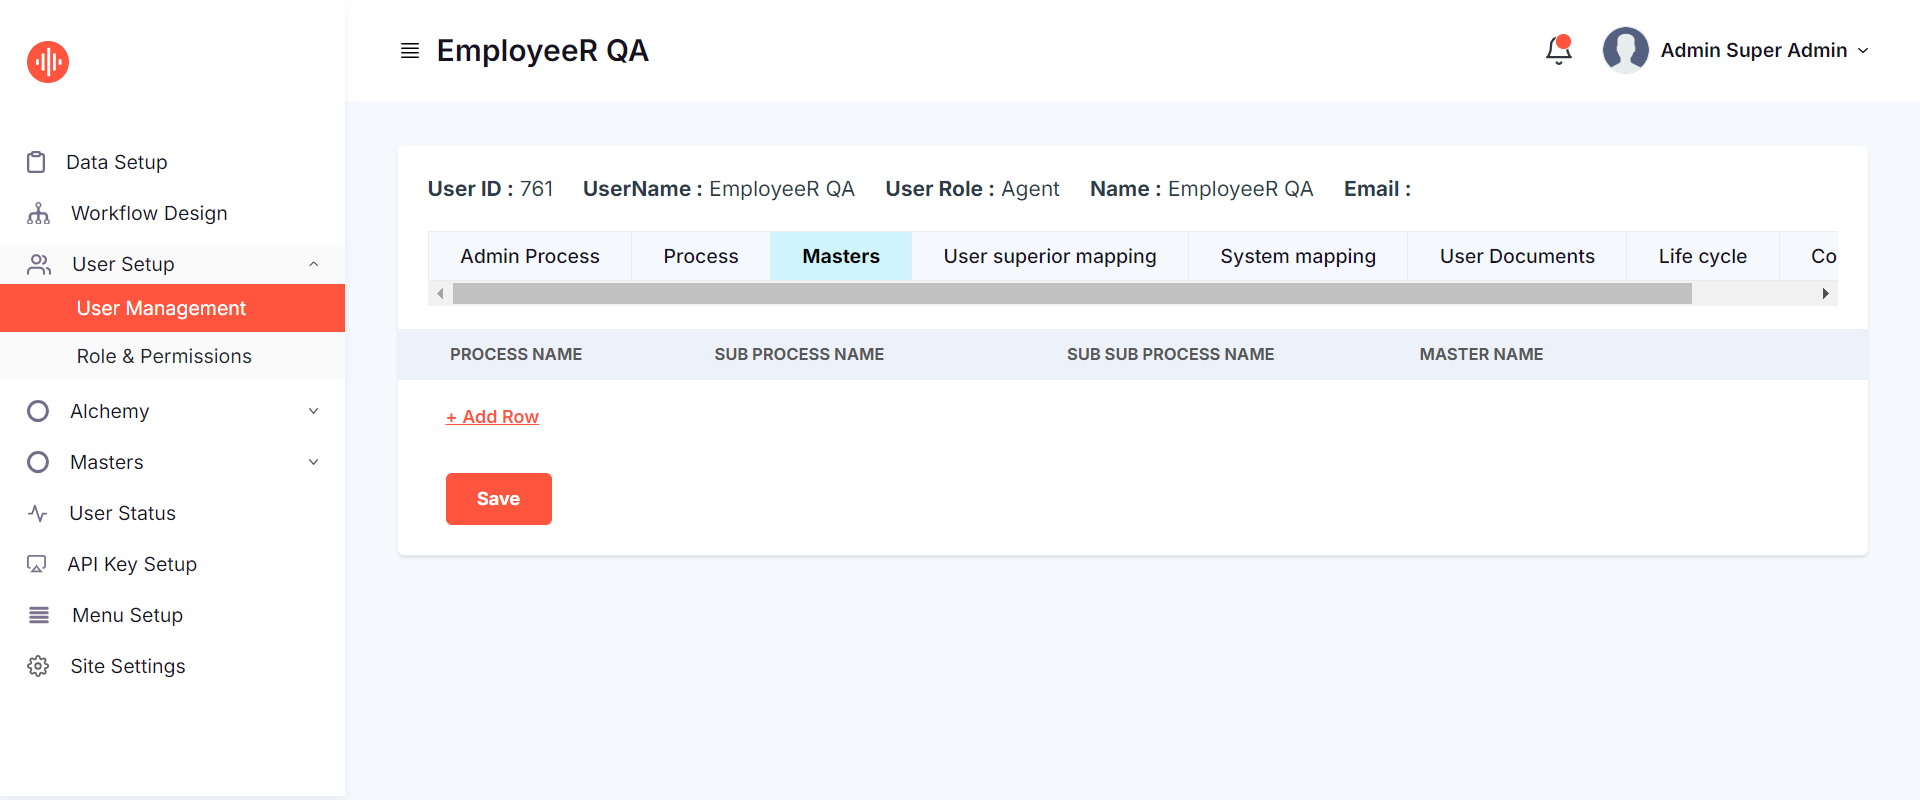 EmployeeR QA
Admin Super Admin
Data Setup
Workflow Design
User Setup
User Management
Role & Permissions
Alchemy
Masters
User Status
API Key Setup
Menu Setup
Site Settings
User ID : 761 UserName : EmployeeR QA User Role : Agent Name : EmployeeR QA Email :
Admin Process Process Masters User superior mapping System mapping User Documents Life cycle Co
PROCESS NAME SUB PROCESS NAME SUB SUB PROCESS NAME MASTER NAME
+ Add Row
Save